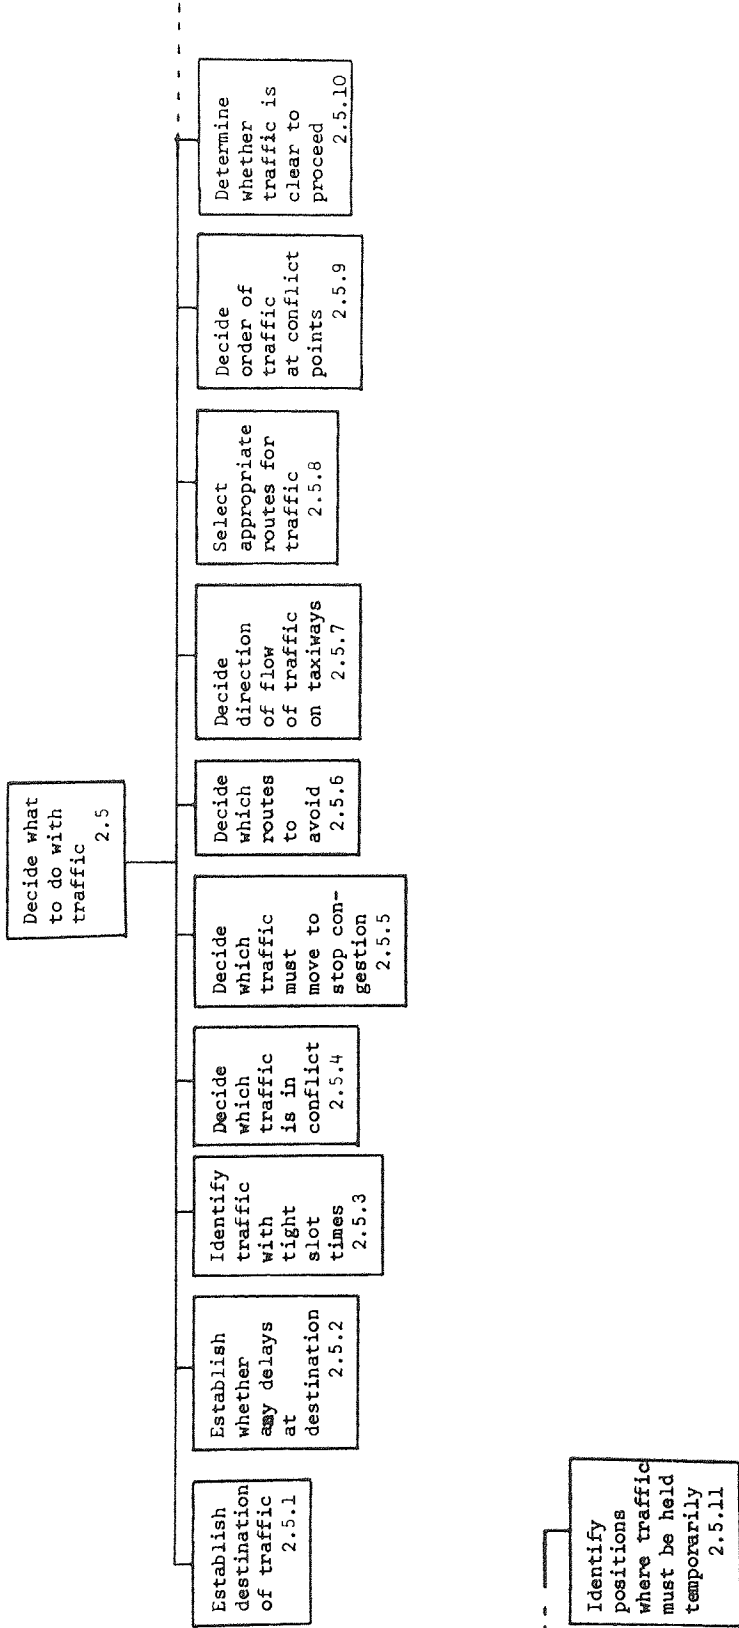 Decide what
to do with
traffic
2.5
Establish
destination
of traffic
2.5.1
Establish
whether
any delays
at
destination
2.5.2
Identify
traffic
with
tight
slot
times
2.5.3
Decide
which
traffic
is in
conflict
2.5.4
Decide
which
traffic
must
move to
stop con-
gestion
2.5.5
Decide
which
routes
to
avoid
2.5.6
Decide
direction
of flow
of traffic
on taxiways
2.5.7
Select
appropriate
routes for
traffic
2.5.8
Decide
order of
traffic
at conflict
points
2.5.9
Determine
whether
traffic is
clear to
proceed
2.5.10
Identify
positions
where traffic
must be held
temporarily
2.5.11